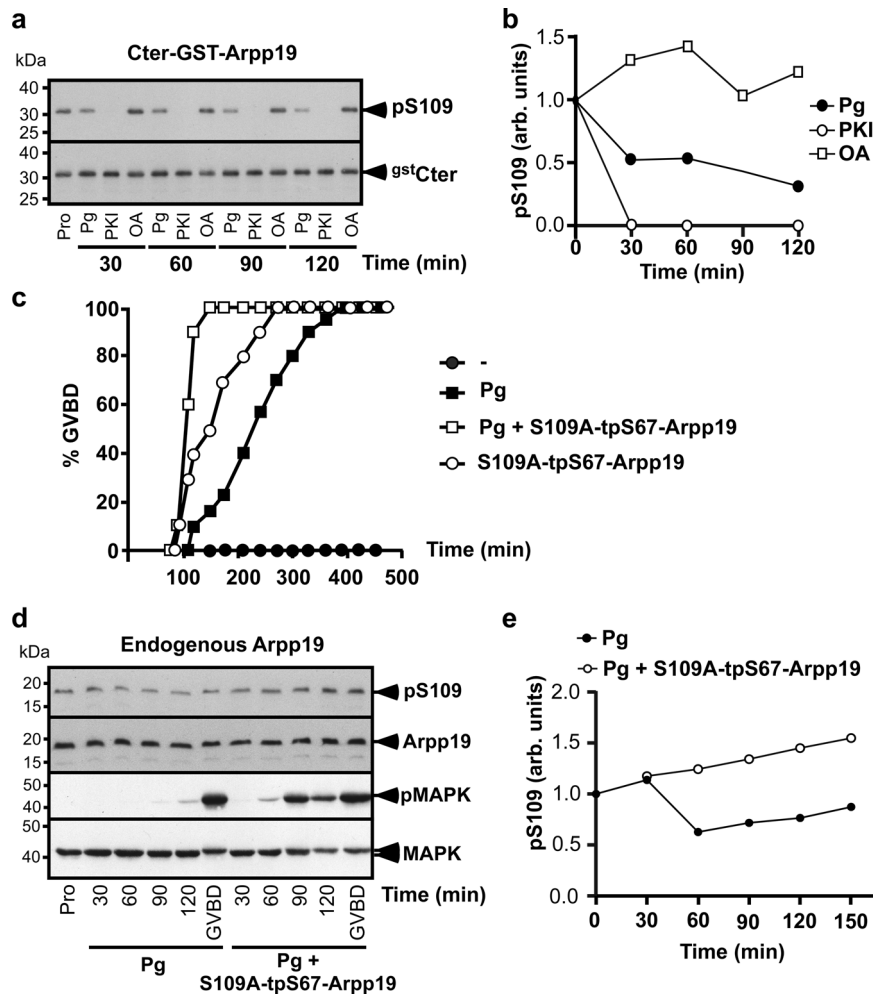 a
Cter-GST-Arpp19
kDa
40
30
25
pS109
40
30
25
gstCter
Pro Pg PKI OA Pg PKI OA Pg PKI OA Pg PKI OA
30 60 90 120 Time (min)
b
pS109 (arb. units)
1.5
1.0
0.5
0.0
0 30 60 90 120
Time (min)
Pg
PKI
OA
c
% GVBD
100
80
60
40
20
0
100 200 300 400 500
Time (min)
-
Pg
Pg + S109A-tpS67-Arpp19
S109A-tpS67-Arpp19
d
Endogenous Arpp19
kDa
20
15
pS109
20
15
Arpp19
50
40
pMAPK
50
40
MAPK
Pro 30 60 90 120 GVBD 30 60 90 120 GVBD Time (min)
Pg Pg +
S109A-tpS67-Arpp19
e
Pg
Pg + S109A-tpS67-Arpp19
pS109 (arb. units)
2.0
1.5
1.0
0.5
0.0
0 30 60 90 120 150
Time (min)